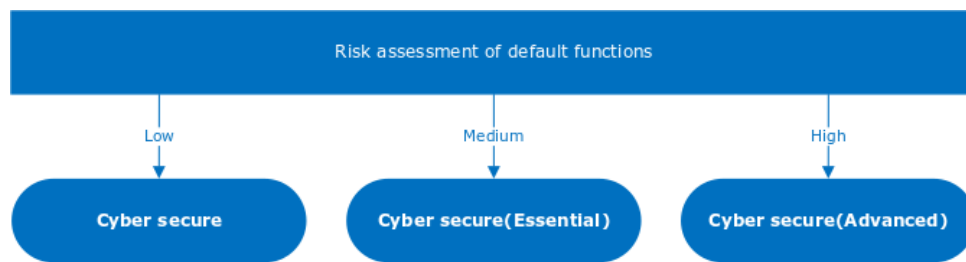 Risk assessment of default functions
Low
Medium
High
Cyber secure
Cyber secure(Essential)
Cyber secure(Advanced)